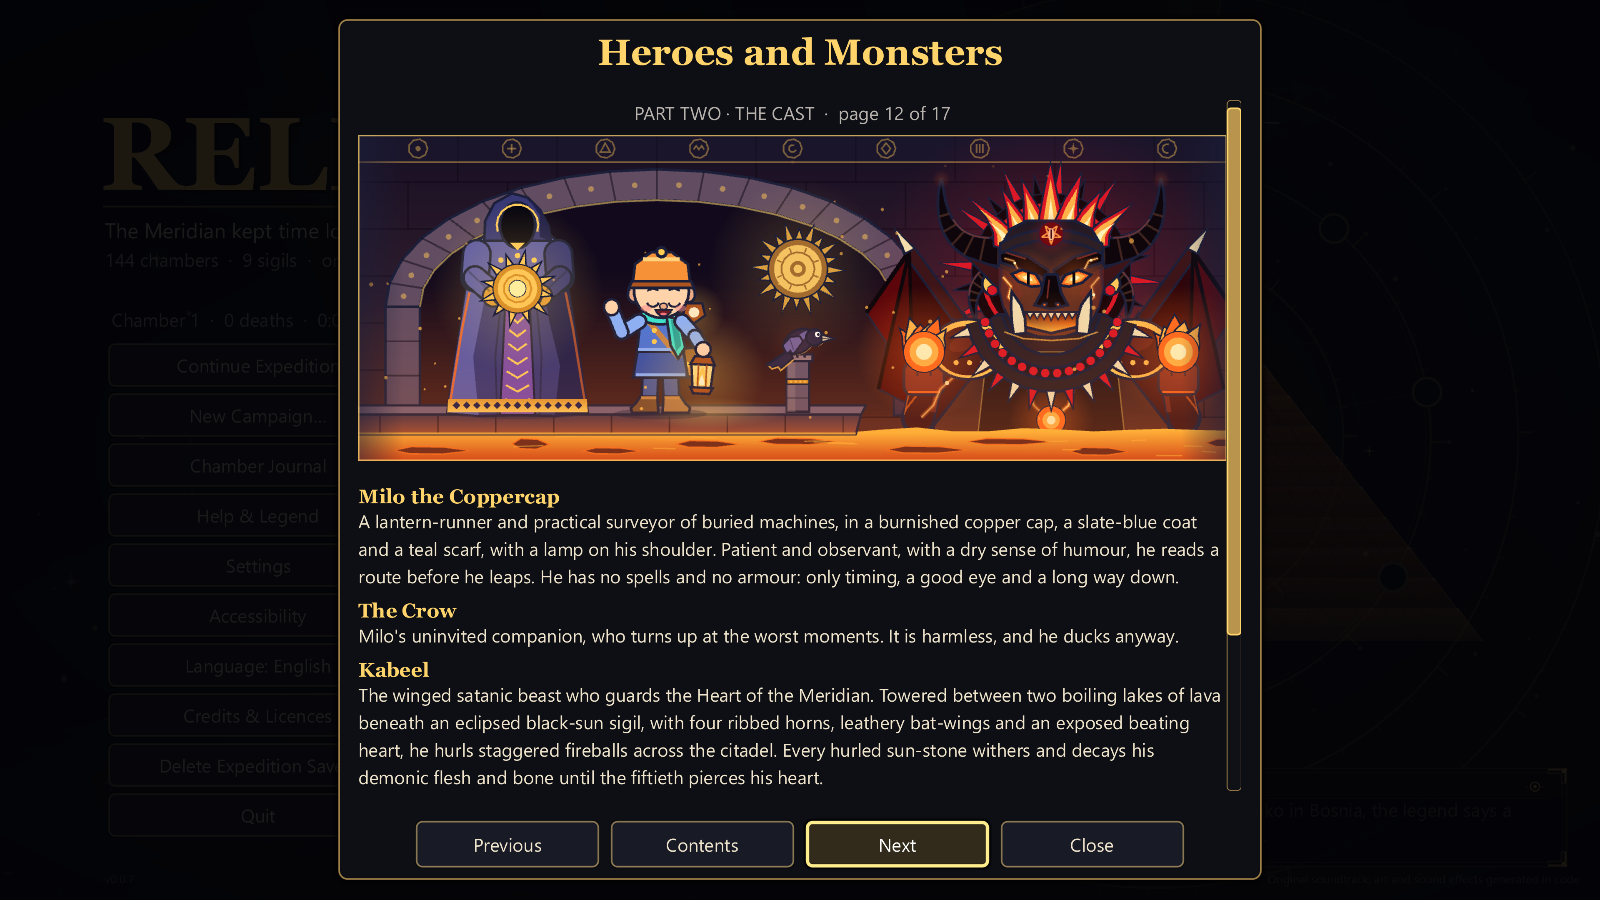 Heroes and Monsters
PART TWO · THE CAST · page 12 of 17
Milo the Coppercap
A lantern-runner and practical surveyor of buried machines, in a burnished copper cap, a slate-blue coat
and a teal scarf, with a lamp on his shoulder. Patient and observant, with a dry sense of humour, he reads a
route before he leaps. He has no spells and no armour: only timing, a good eye and a long way down.
The Crow
Milo's uninvited companion, who turns up at the worst moments. It is harmless, and he ducks anyway.
Kabeel
The winged satanic beast who guards the Heart of the Meridian. Towered between two boiling lakes of lava
beneath an eclipsed black-sun sigil, with four ribbed horns, leathery bat-wings and an exposed beating
heart, he hurls staggered fireballs across the citadel. Every hurled sun-stone withers and decays his
demonic flesh and bone until the fiftieth pierces his heart.
Previous
Contents
Next
Close
REL
The Meridian kept time
144 chambers · 9 sigils ·
Chamber 1 · 0 deaths ·
Continue Expedition
New Campaign...
Chamber Journal
Help & Legend
Settings
Accessibility
Language: English
Credits & Licences
Delete Expedition
Quit
in Bosnia, the legend says a